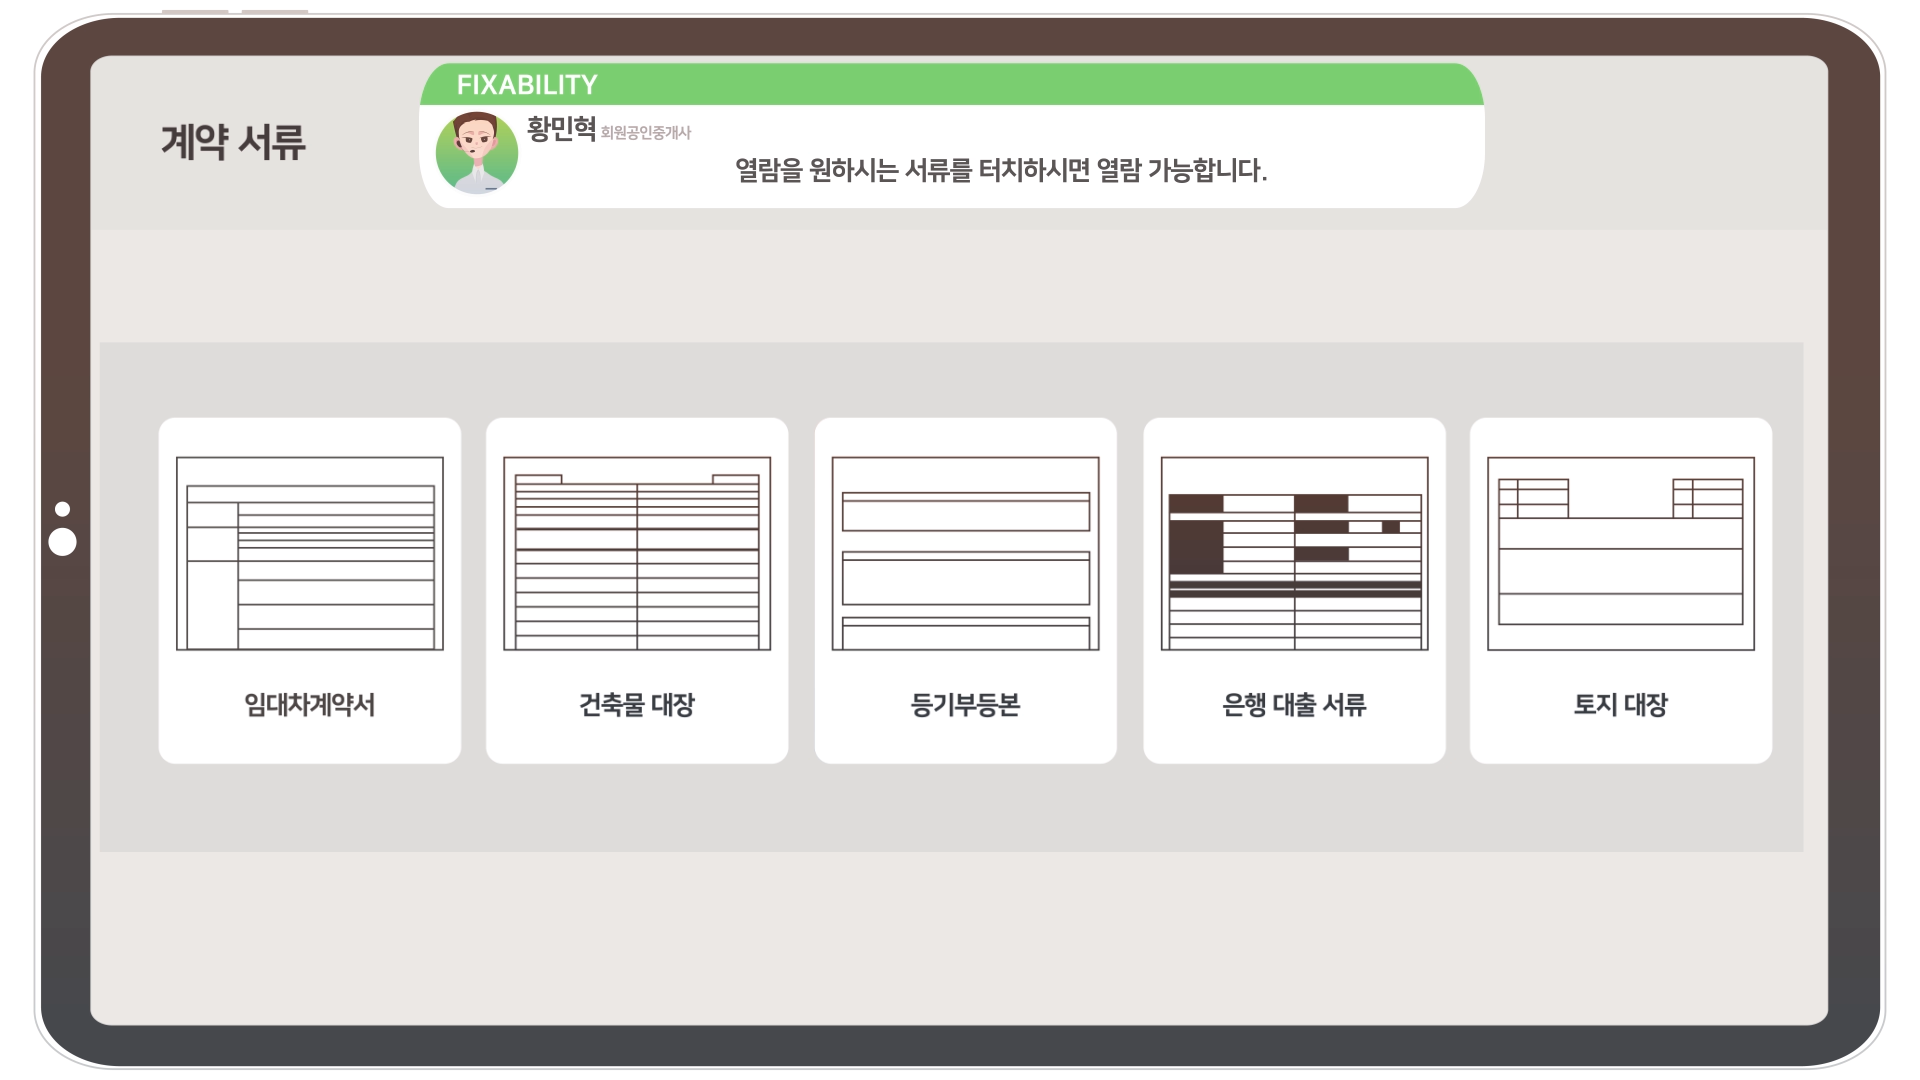 FIXABILITY
계약 서류
황민혁 회원공인중개사
열람을 원하시는 서류를 터치하시면 열람 가능합니다.
임대차계약서
건축물 대장
등기부등본
은행 대출 서류
토지 대장